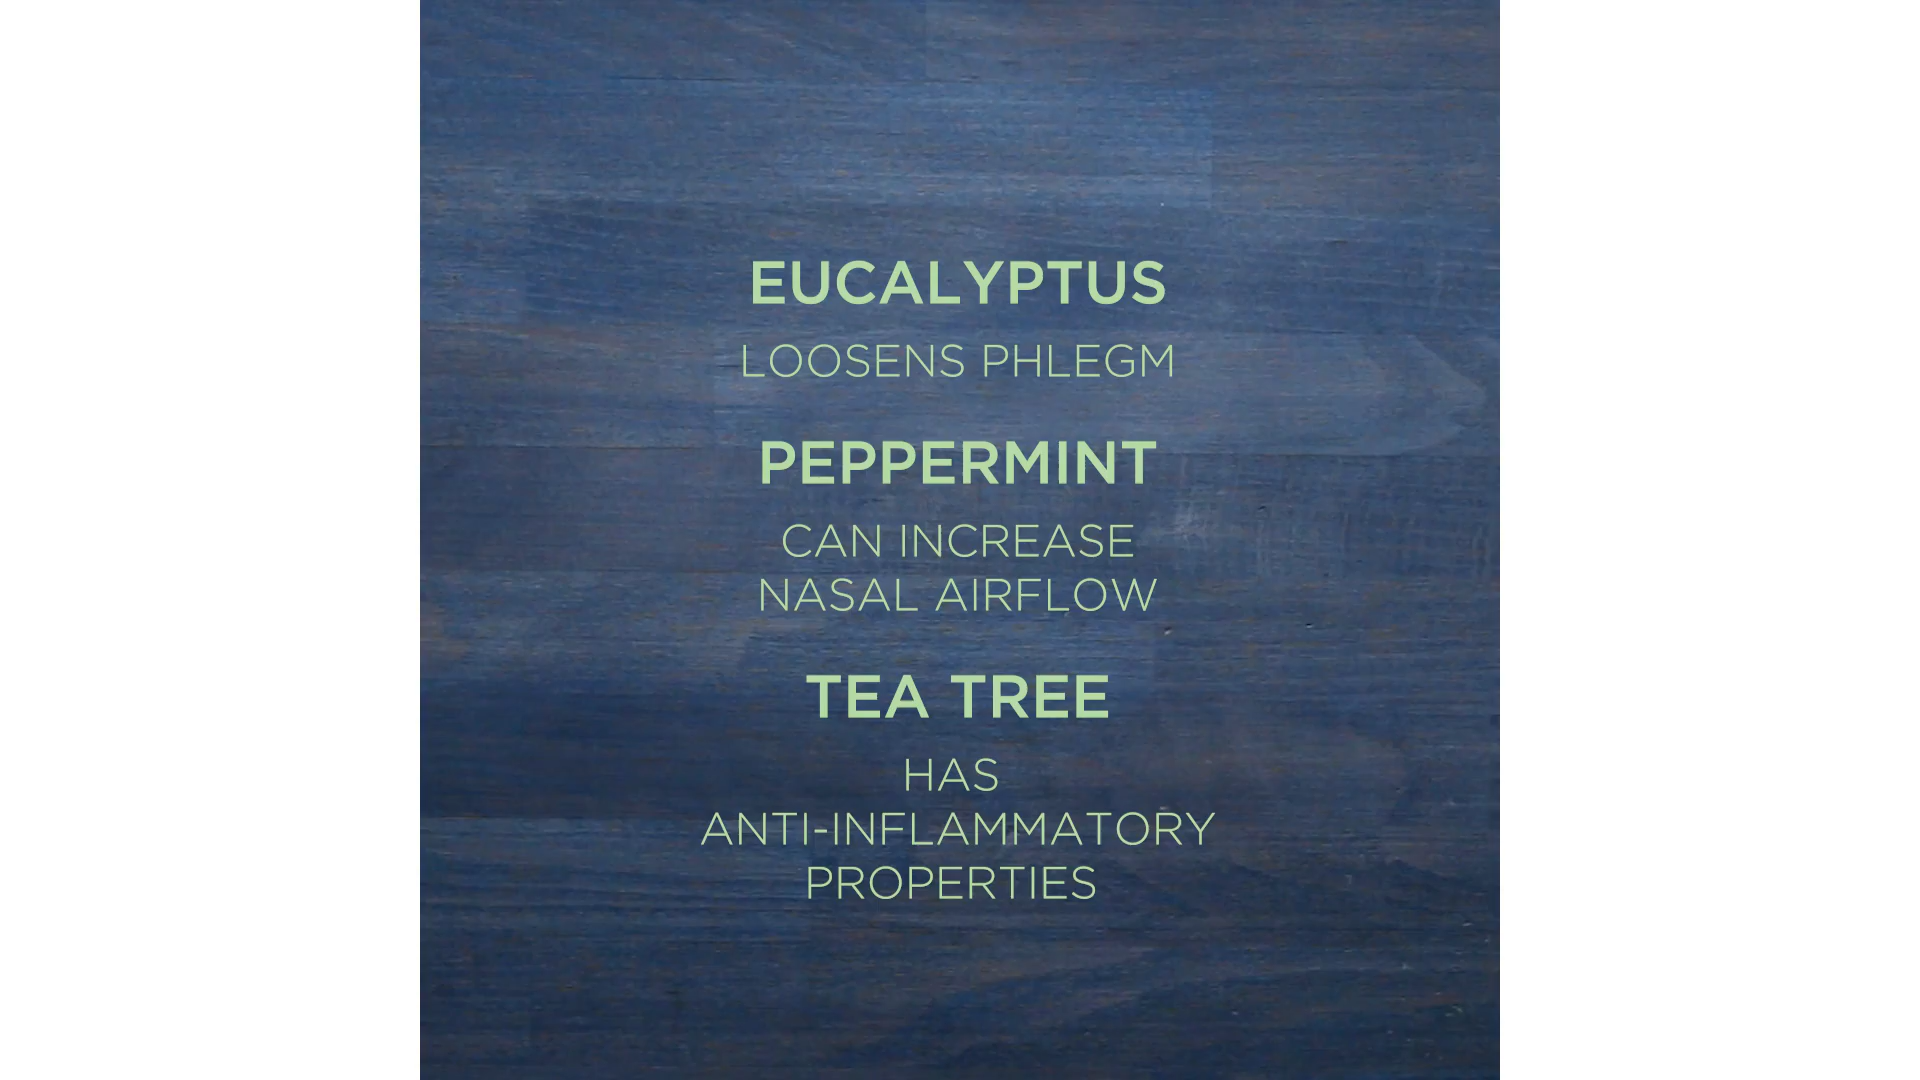 EUCALYPTUS
LOOSENS PHLEGM
PEPPERMINT
CAN INCREASE
NASAL AIRFLOW
TEA TREE
HAS
ANTI-INFLAMMATORY
PROPERTIES